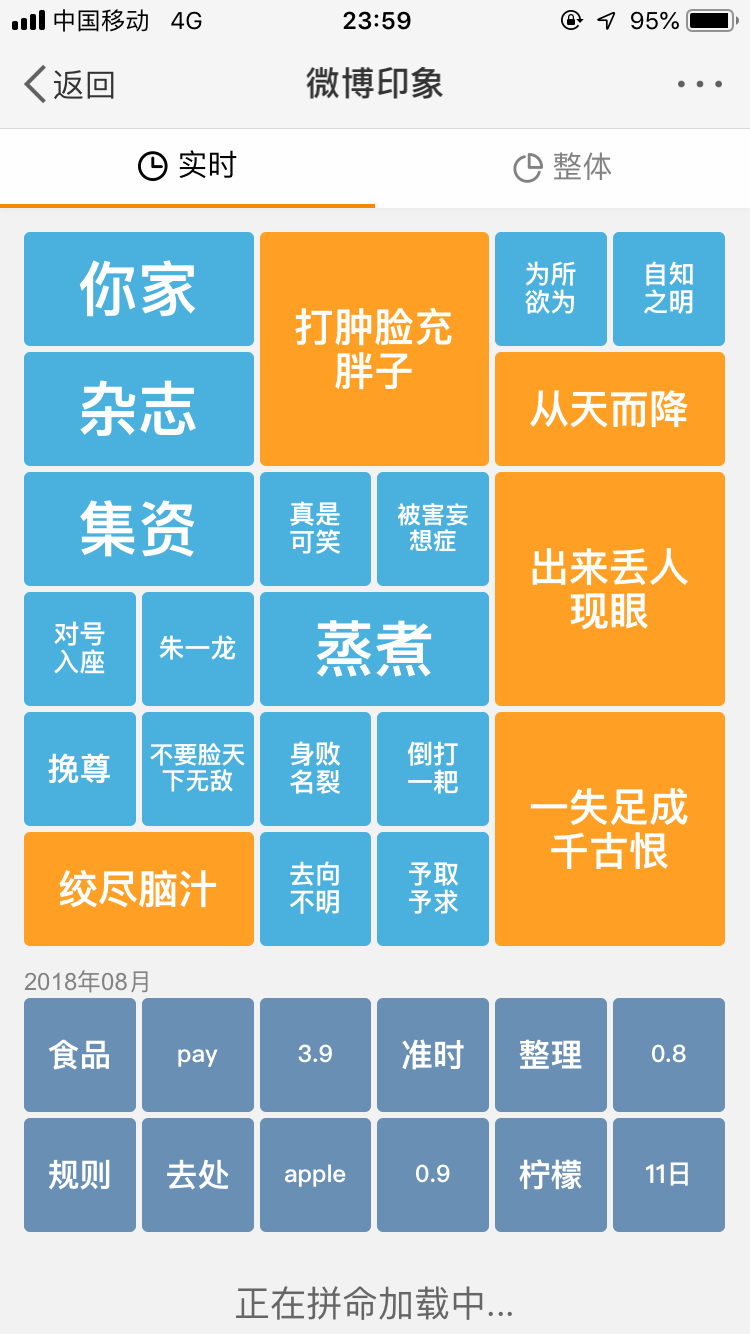 中国移动 4G 23:59 95%
返回 微博印象
实时 整体
你家
打肿脸充
胖子
为所
欲为
自知
之明
杂志
从天而降
集资
真是
可笑
被害妄
想症
出来丢人
现眼
对号
入座
朱一龙
蒸煮
挽尊
不要脸天
下无敌
身败
名裂
倒打
一耙
一失足成
千古恨
绞尽脑汁
去向
不明
予取
予求
2018年08月
食品 pay 3.9 准时 整理 0.8
规则 去处 apple 0.9 柠檬 11日
正在拼命加载中...